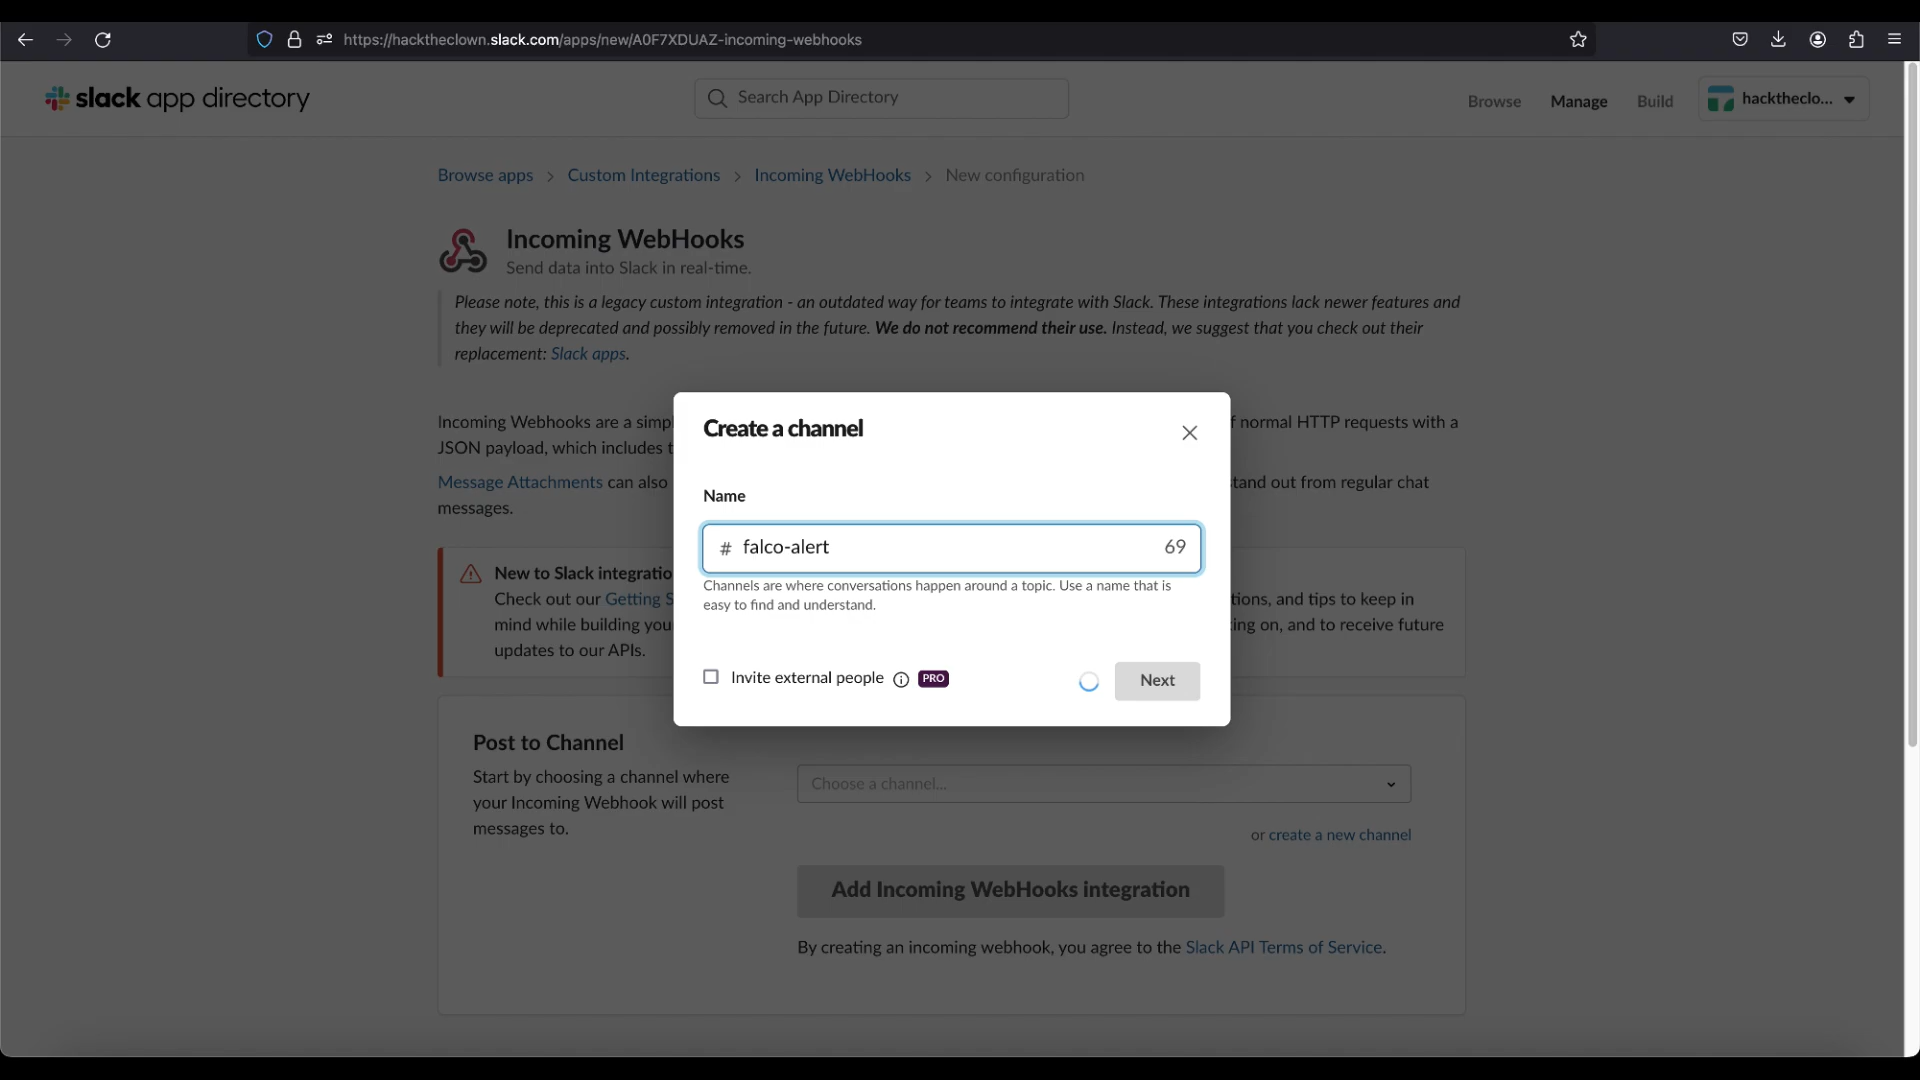 https://hacktheclown.slack.com/apps/new/A0F7XDUAZ-incoming-webhooks
slack app directory
Search App Directory
Browse
Manage
Build
hacktheclo...
Browse apps > Custom Integrations > Incoming WebHooks > New configuration
Incoming WebHooks
Send data into Slack in real-time.
Please note, this is a legacy custom integration - an outdated way for teams to integrate with Slack. These integrations lack newer features and
they will be deprecated and possibly removed in the future. We do not recommend their use. Instead, we suggest that you check out their
replacement: Slack apps.
Incoming Webhooks are a simp
f normal HTTP requests with a
JSON payload, which includes t
Message Attachments can also
tand out from regular chat
messages.
New to Slack integratio
Check out our Getting S
tions, and tips to keep in
mind while building you
ing on, and to receive future
updates to our APIs.
Create a channel
Name
# falco-alert
69
Channels are where conversations happen around a topic. Use a name that is
easy to find and understand.
Invite external people
PRO
Next
Post to Channel
Start by choosing a channel where
your Incoming Webhook will post
messages to.
Choose a channel...
or create a new channel
Add Incoming WebHooks integration
By creating an incoming webhook, you agree to the Slack API Terms of Service.